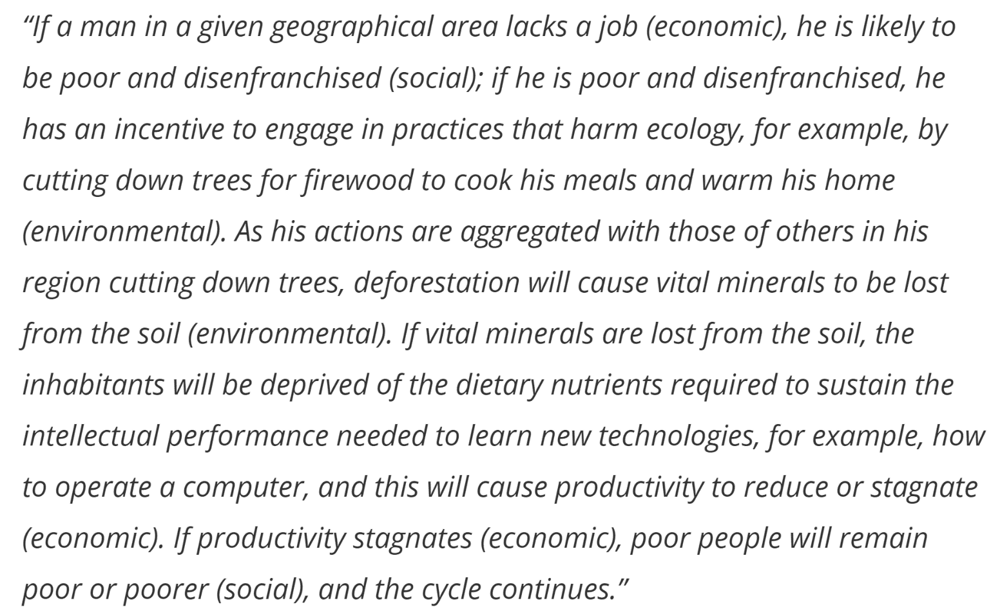 “If a man in a given geographical area lacks a job (economic), he is likely to
be poor and disenfranchised (social); if he is poor and disenfranchised, he
has an incentive to engage in practices that harm ecology, for example, by
cutting down trees for firewood to cook his meals and warm his home
(environmental). As his actions are aggregated with those of others in his
region cutting down trees, deforestation will cause vital minerals to be lost
from the soil (environmental). If vital minerals are lost from the soil, the
inhabitants will be deprived of the dietary nutrients required to sustain the
intellectual performance needed to learn new technologies, for example, how
to operate a computer, and this will cause productivity to reduce or stagnate
(economic). If productivity stagnates (economic), poor people will remain
poor or poorer (social), and the cycle continues.”